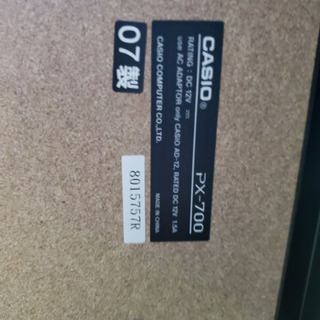 CASIO® PX-700
RATING : DC 12V
use AC ADAPTOR only CASIO AD-12, RATED DC 12V 1.5A
CASIO COMPUTER CO.,LTD.
MADE IN CHINA
07製
8015757R